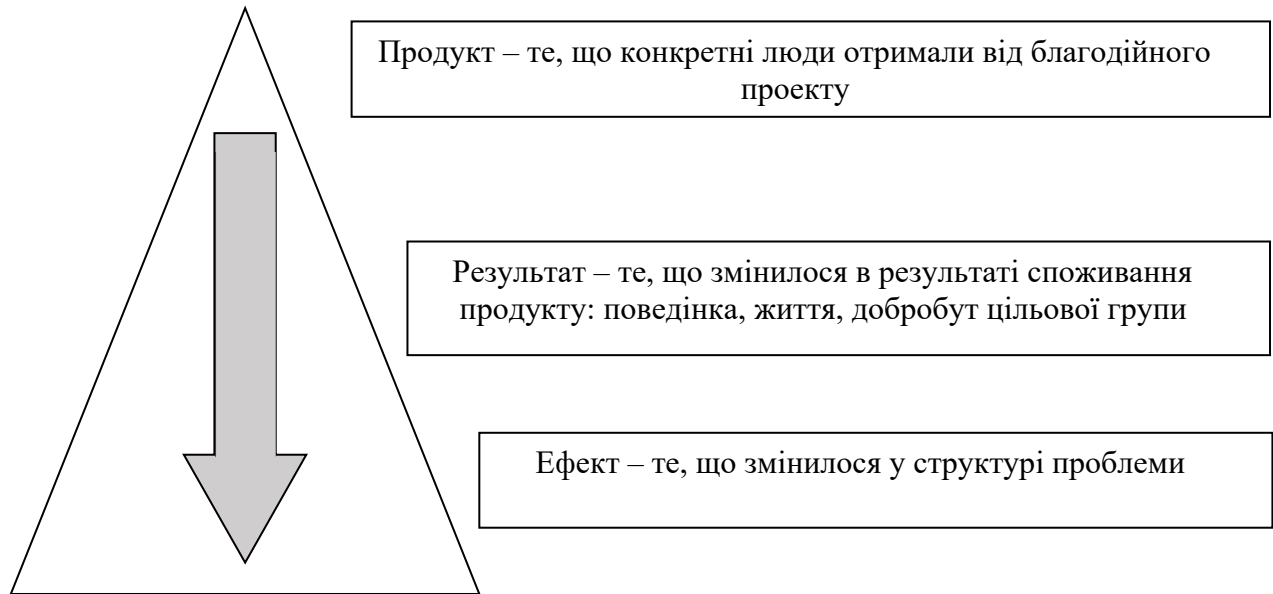 Продукт – те, що конкретні люди отримали від благодійного
проекту
Результат – те, що змінилося в результаті споживання
продукту: поведінка, життя, добробут цільової групи
Ефект – те, що змінилося у структурі проблеми